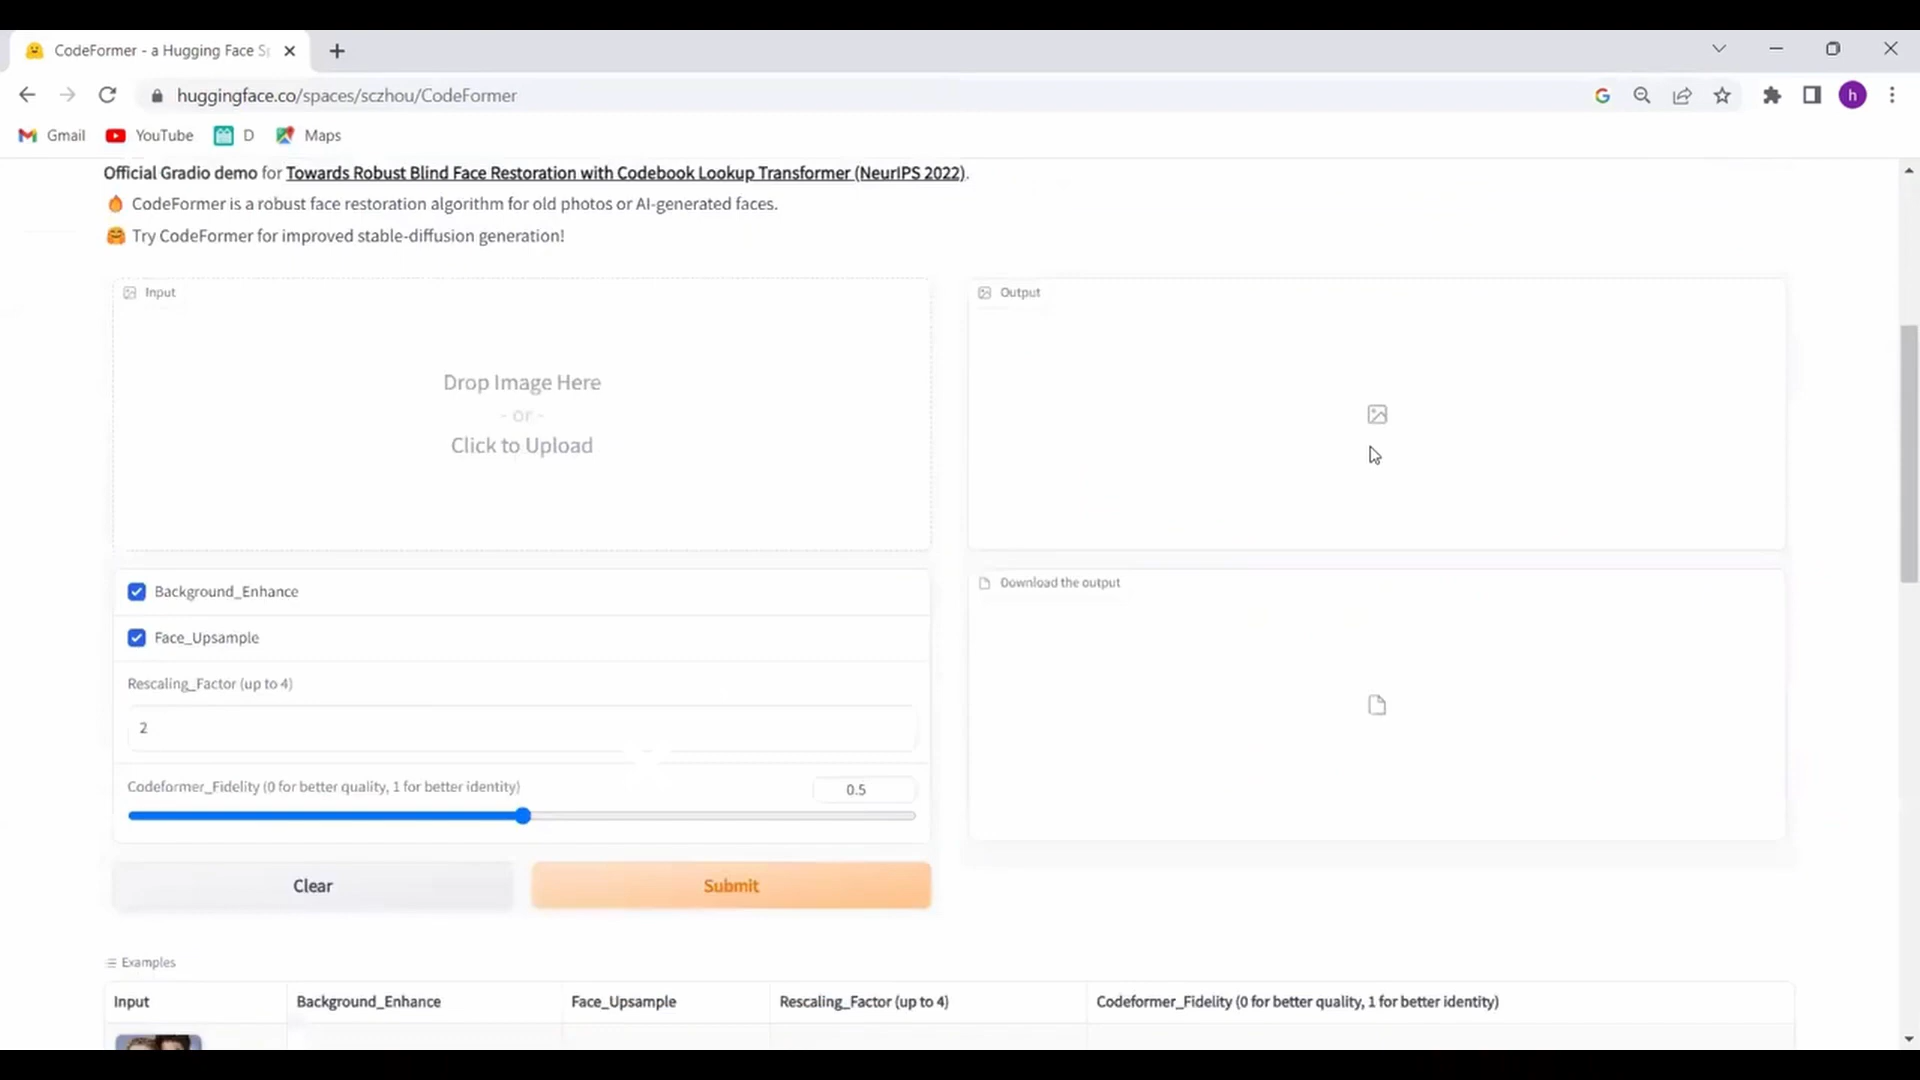 CodeFormer - a Hugging Face Sp
huggingface.co/spaces/sczhou/CodeFormer
h
Gmail
YouTube
D
Maps
Official Gradio demo for Towards Robust Blind Face Restoration with Codebook Lookup Transformer (NeurIPS 2022).
🔥 CodeFormer is a robust face restoration algorithm for old photos or AI-generated faces.
🤗 Try CodeFormer for improved stable-diffusion generation!
Input
Output
Drop Image Here
- or -
Click to Upload
Background_Enhance
Download the output
Face_Upsample
Rescaling_Factor (up to 4)
2
Codeformer_Fidelity (0 for better quality, 1 for better identity)
0.5
Clear
Submit
Examples
Input
Background_Enhance
Face_Upsample
Rescaling_Factor (up to 4)
Codeformer_Fidelity (0 for better quality, 1 for better identity)